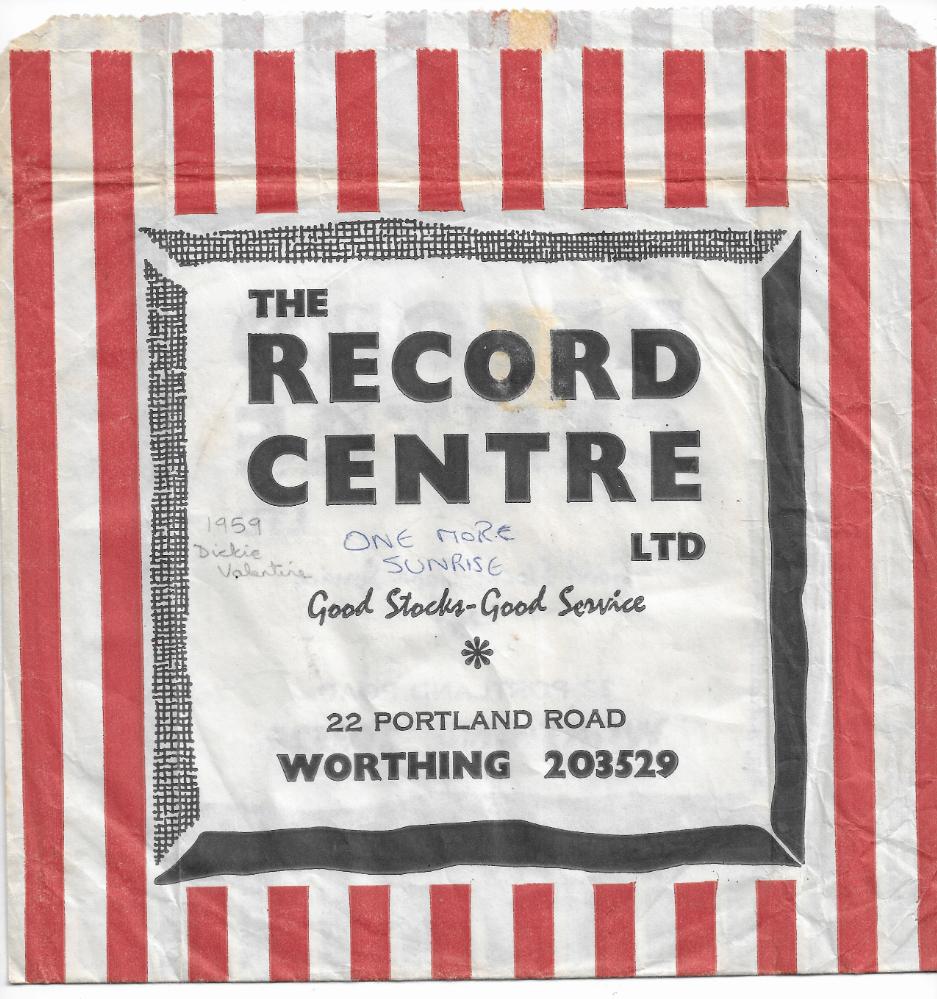 THE
RECORD
CENTRE
LTD
1959
Dickie
Valentine
ONE MORE
SUNRISE
Good Stocks-Good Service
*
22 PORTLAND ROAD
WORTHING 203529